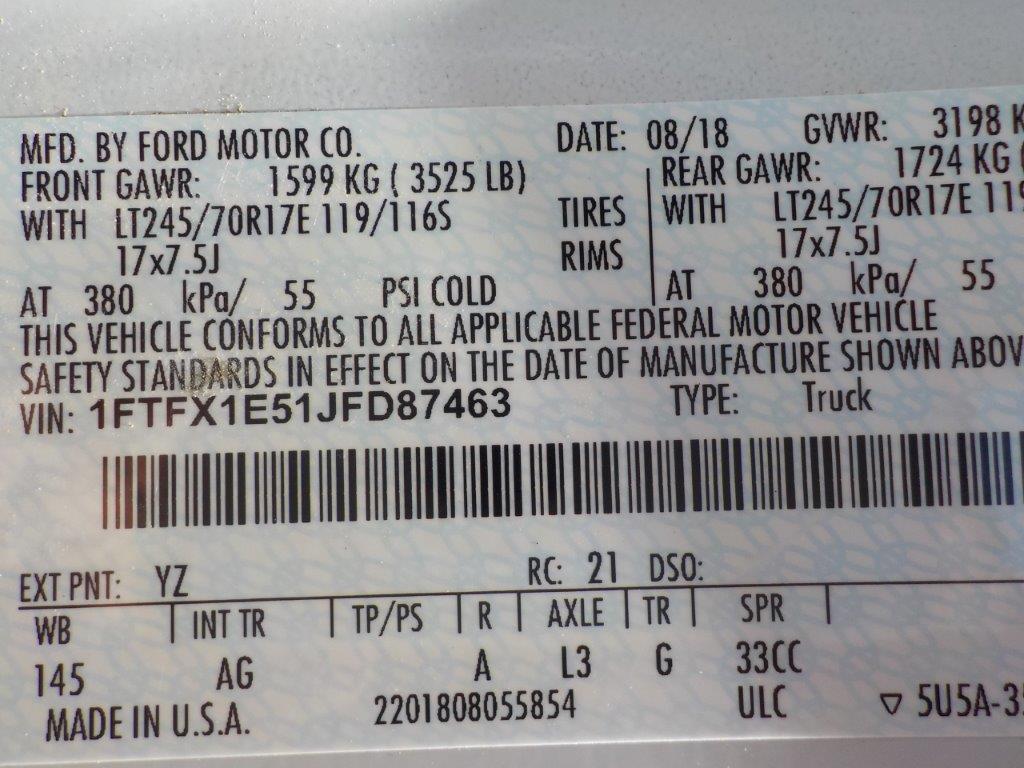 MFD. BY FORD MOTOR CO. DATE: 08/18 GVWR: 3198 K
FRONT GAWR: 1599 KG ( 3525 LB) REAR GAWR: 1724 KG (
WITH LT245/70R17E 119/116S TIRES WITH LT245/70R17E 119
17x7.5J RIMS 17x7.5J
AT 380 kPa/ 55 PSI COLD AT 380 kPa/ 55
THIS VEHICLE CONFORMS TO ALL APPLICABLE FEDERAL MOTOR VEHICLE
SAFETY STANDARDS IN EFFECT ON THE DATE OF MANUFACTURE SHOWN ABOV
VIN: 1FTFX1E51JFD87463 TYPE: Truck
EXT PNT: YZ RC: 21 DSO:
WB INT TR TP/PS R AXLE TR SPR
145 AG A L3 G 33CC
MADE IN U.S.A. 2201808055854 ULC ▽ 5U5A-35